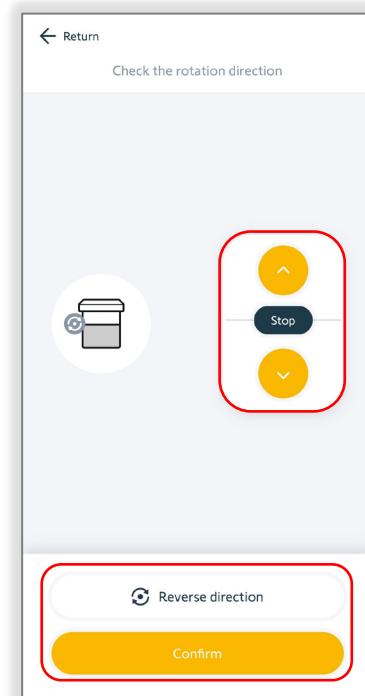 Return
Check the rotation direction
Stop
Reverse direction
Confirm